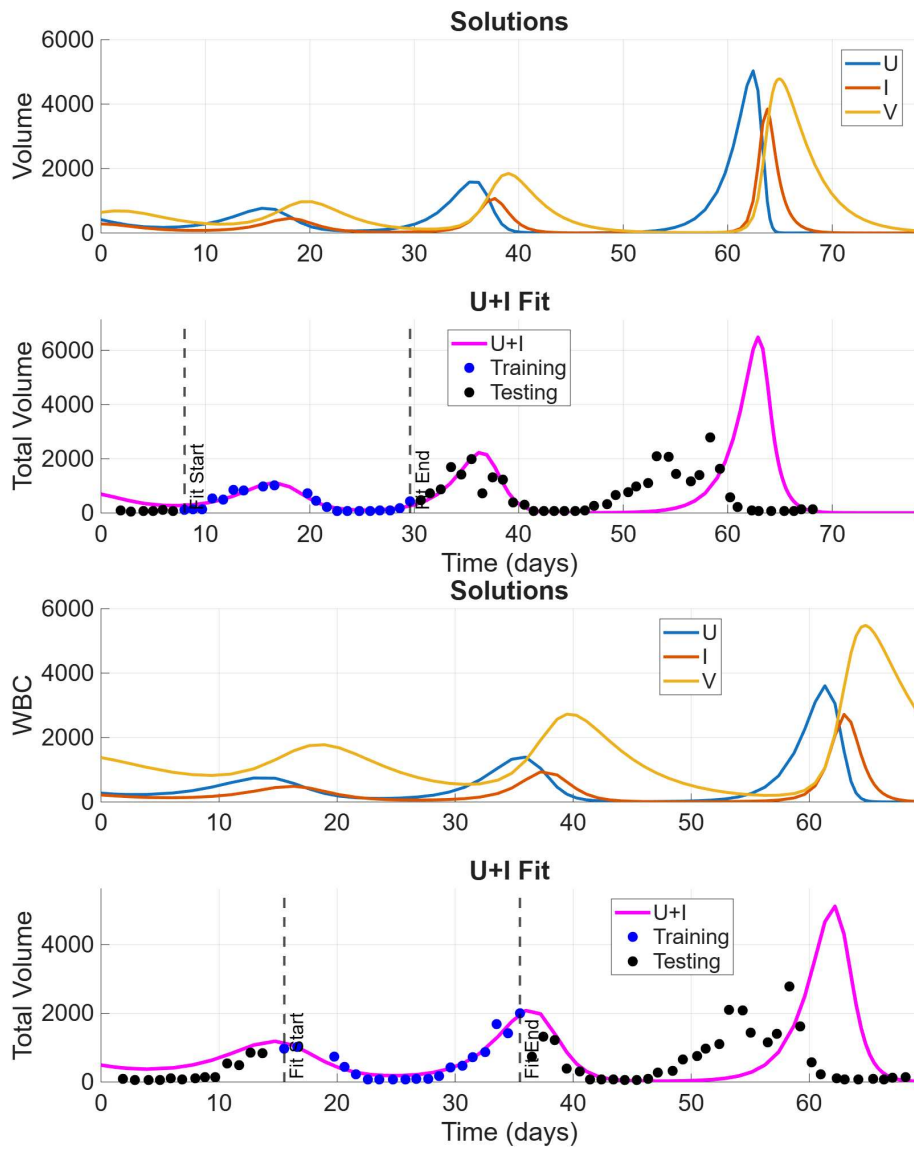 Solutions
6000
4000
2000
0
Volume
U
I
V
0 10 20 30 40 50 60 70
U+I Fit
6000
4000
2000
0
Total Volume
Fit Start
Fit End
U+I
Training
Testing
0 10 20 30 40 50 60 70
Time (days)
Solutions
6000
4000
2000
0
WBC
U
I
V
0 10 20 30 40 50 60
U+I Fit
4000
2000
0
Total Volume
Fit Start
Fit End
U+I
Training
Testing
0 10 20 30 40 50 60
Time (days)